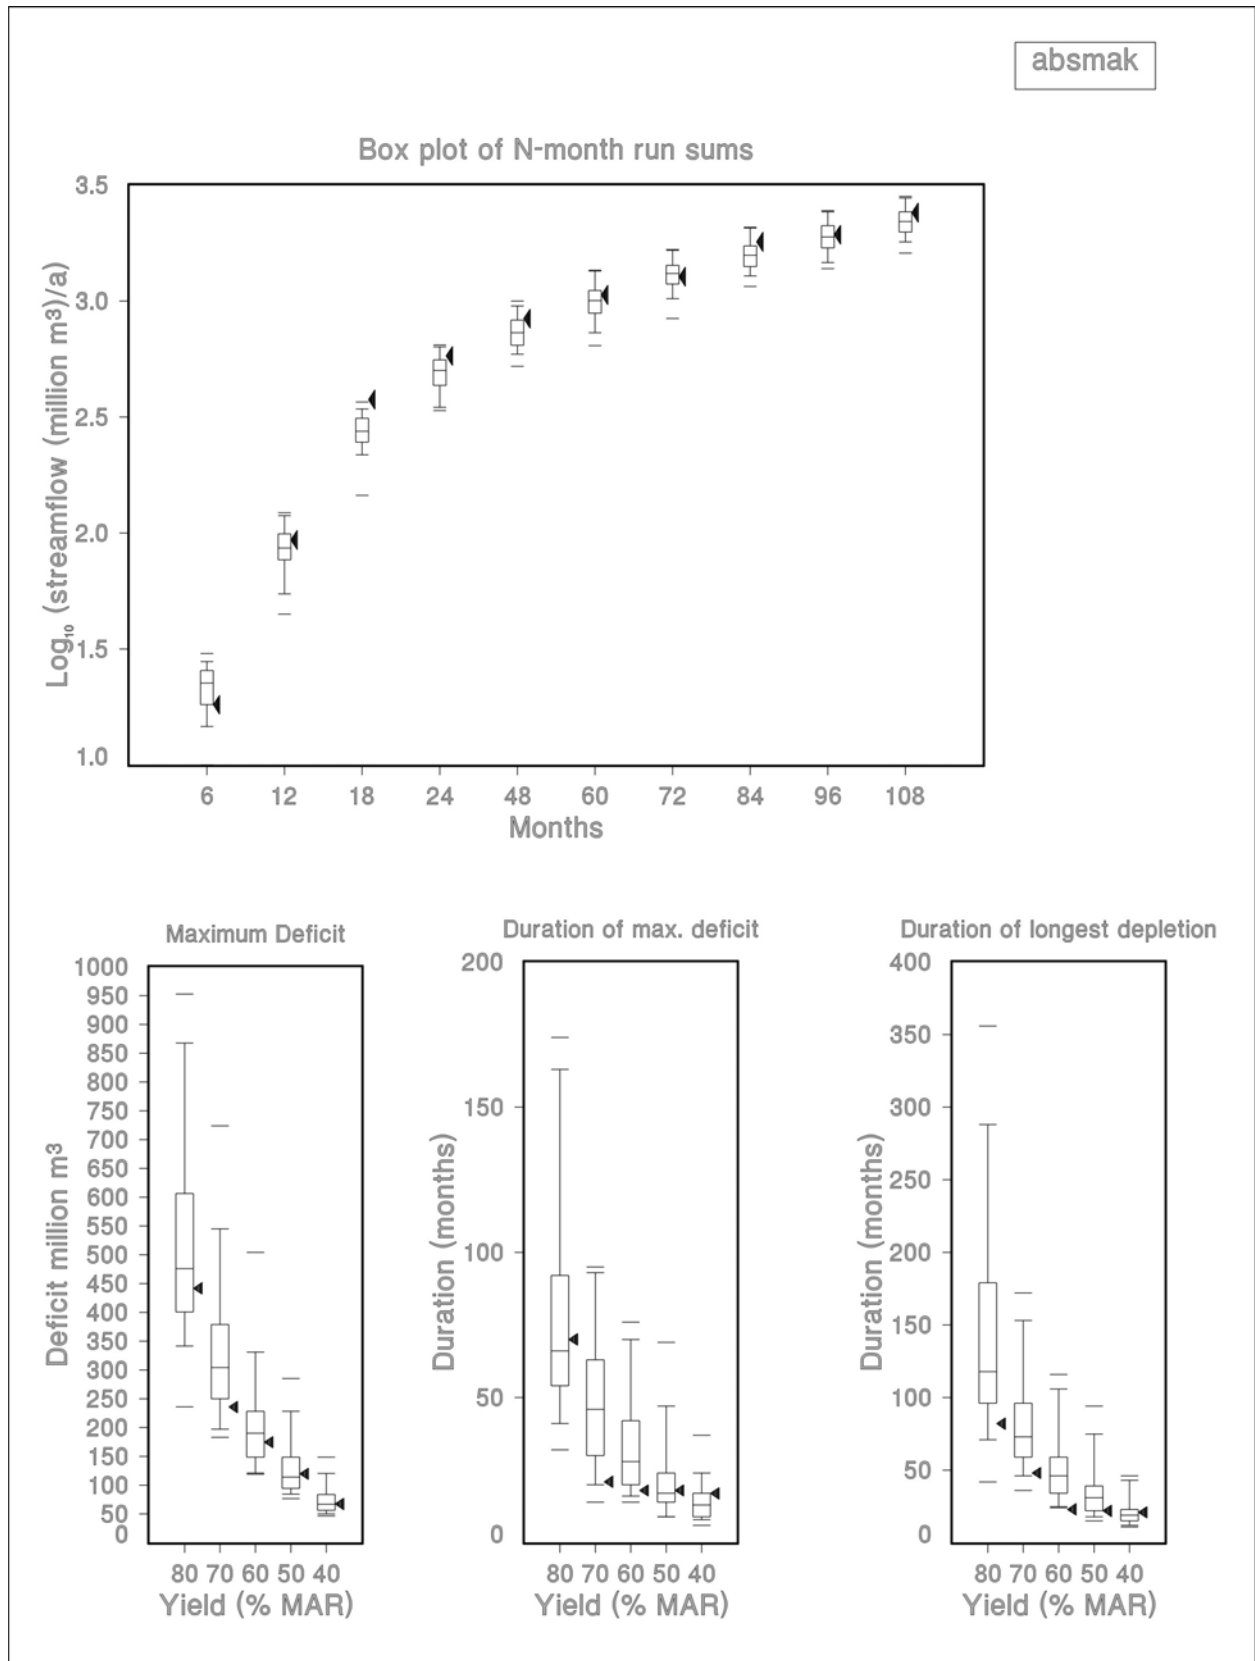 absmak
Box plot of N-month run sums
3.5
3.0
2.5
2.0
1.5
1.0
Log₁₀ (streamflow (million m³)/a)
6 12 18 24 48 60 72 84 96 108
Months
Maximum Deficit
1000
950
900
850
800
750
700
650
600
550
500
450
400
350
300
250
200
150
100
50
0
Deficit million m³
80 70 60 50 40
Yield (% MAR)
Duration of max. deficit
200
150
100
50
0
Duration (months)
80 70 60 50 40
Yield (% MAR)
Duration of longest depletion
400
350
300
250
200
150
100
50
0
Duration (months)
80 70 60 50 40
Yield (% MAR)